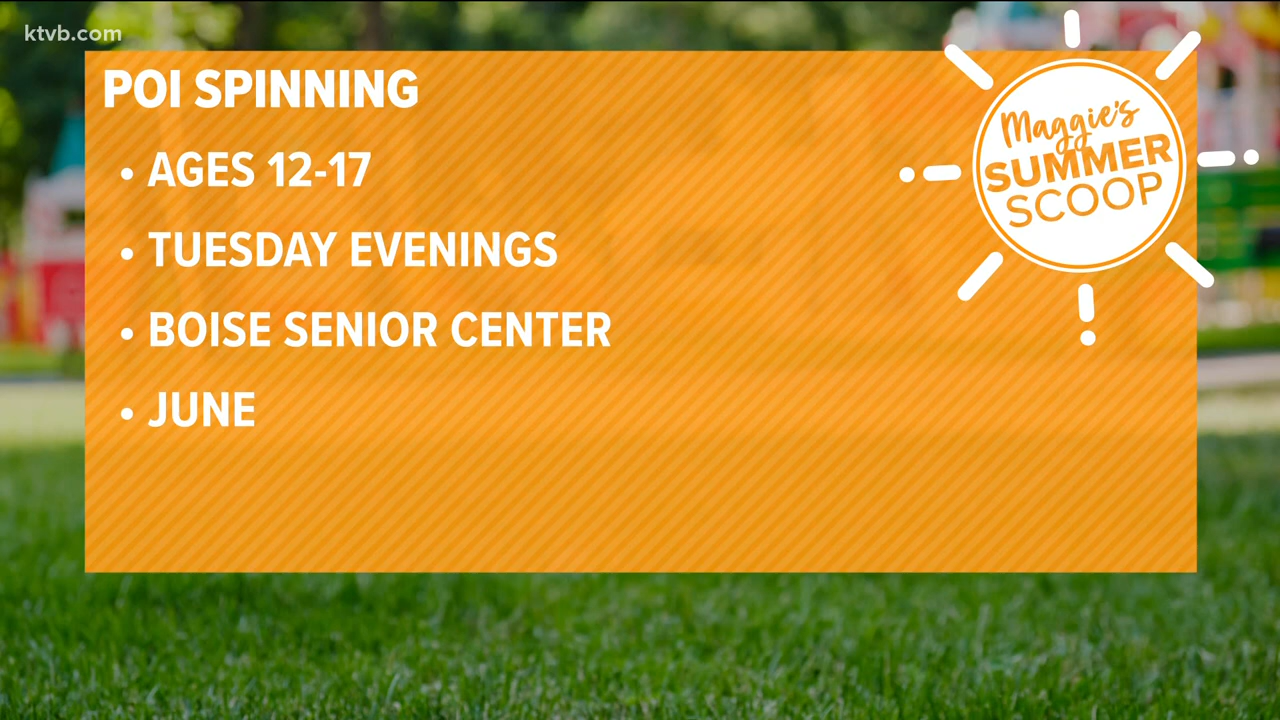 ktvb.com
POI SPINNING
• AGES 12-17
• TUESDAY EVENINGS
• BOISE SENIOR CENTER
• JUNE
Maggie's
SUMMER
SCOOP